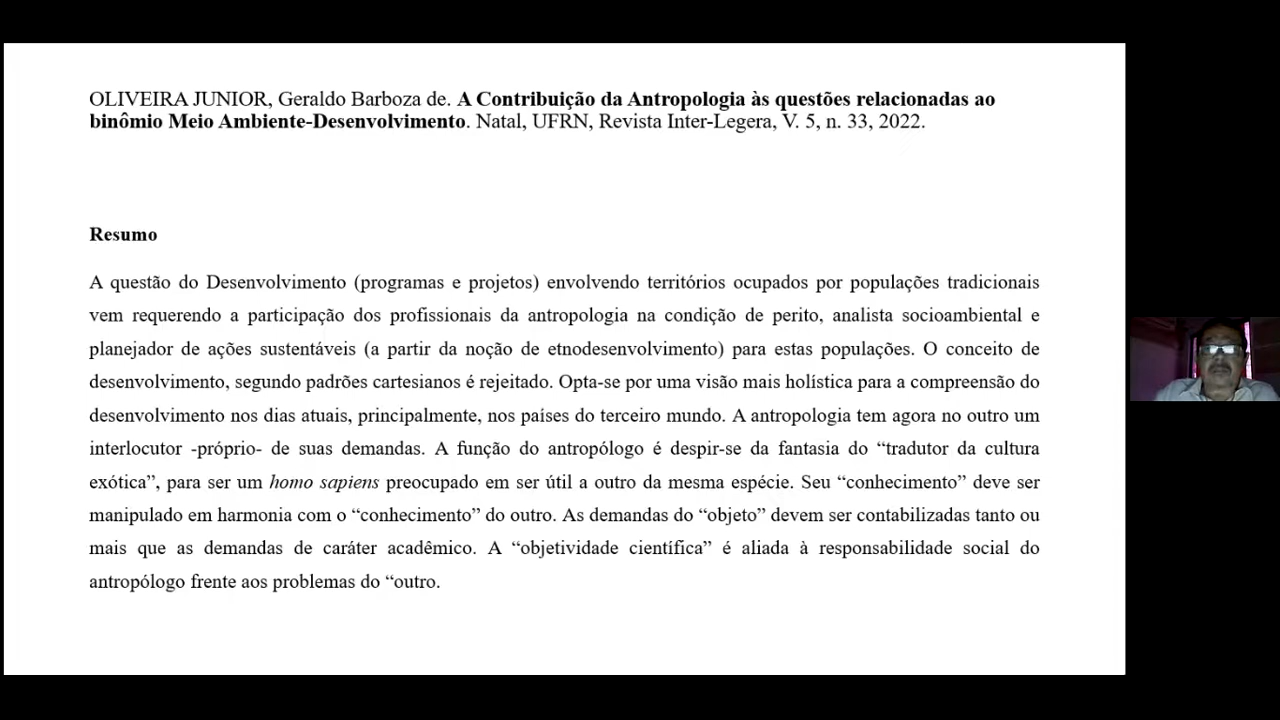 OLIVEIRA JUNIOR, Geraldo Barboza de. A Contribuição da Antropologia às questões relacionadas ao
binômio Meio Ambiente-Desenvolvimento. Natal, UFRN, Revista Inter-Legera, V. 5, n. 33, 2022.
Resumo
A questão do Desenvolvimento (programas e projetos) envolvendo territórios ocupados por populações tradicionais
vem requerendo a participação dos profissionais da antropologia na condição de perito, analista socioambiental e
planejador de ações sustentáveis (a partir da noção de etnodesenvolvimento) para estas populações. O conceito de
desenvolvimento, segundo padrões cartesianos é rejeitado. Opta-se por uma visão mais holística para a compreensão do
desenvolvimento nos dias atuais, principalmente, nos países do terceiro mundo. A antropologia tem agora no outro um
interlocutor -próprio- de suas demandas. A função do antropólogo é despir-se da fantasia do “tradutor da cultura
exótica”, para ser um homo sapiens preocupado em ser útil a outro da mesma espécie. Seu “conhecimento” deve ser
manipulado em harmonia com o “conhecimento” do outro. As demandas do “objeto” devem ser contabilizadas tanto ou
mais que as demandas de caráter acadêmico. A “objetividade científica” é aliada à responsabilidade social do
antropólogo frente aos problemas do “outro.